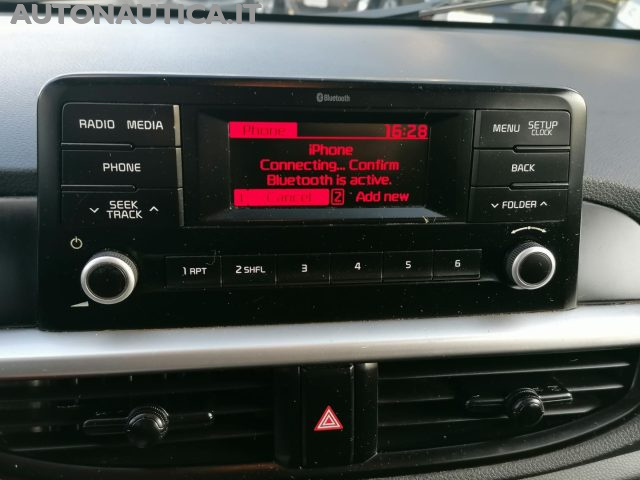 AUTONAUTICA.IT
Bluetooth
RADIO MEDIA
PHONE
SEEK
TRACK
Phone 16:28
iPhone
Connecting... Confirm
Bluetooth is active.
Cancel 2 Add new
MENU SETUP
CLOCK
BACK
FOLDER
1 RPT 2 SHFL 3 4 5 6